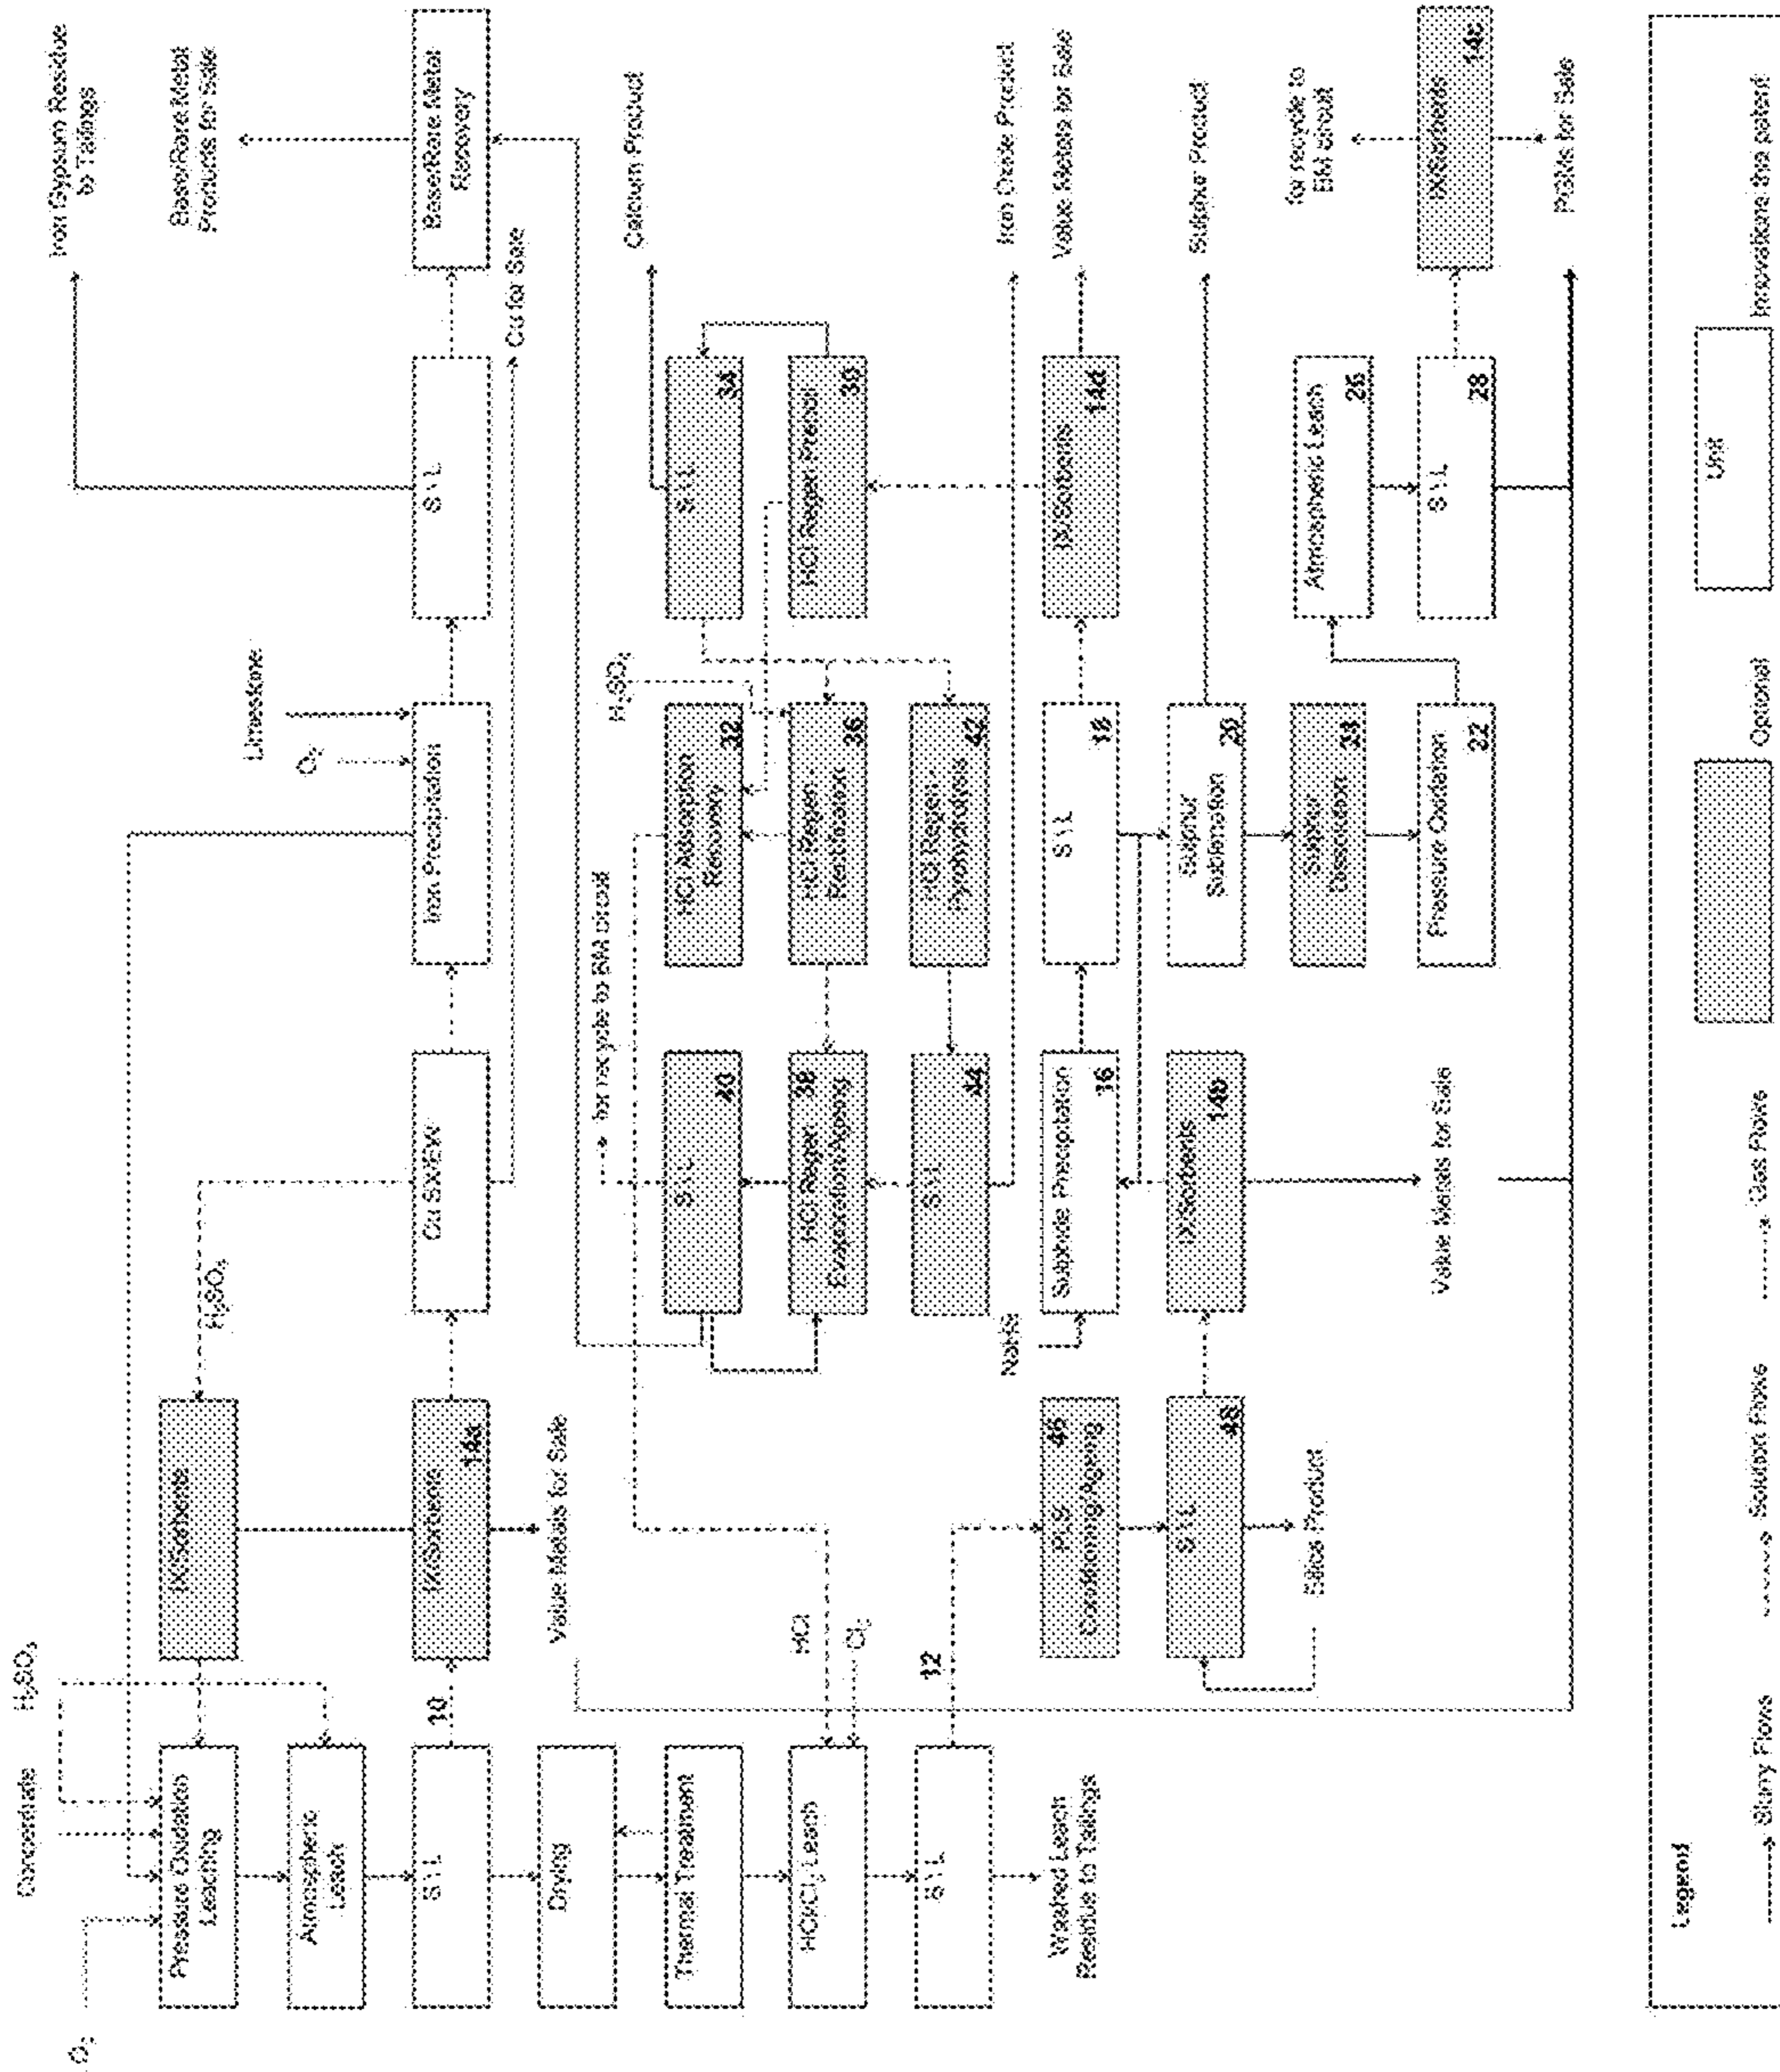 O₂
Concentrate
H₂SO₄
Pressure Oxidation
Leaching
Atmospheric
Leach
S \ L
10
Drying
Thermal Treatment
HCl/Cl₂ Leach
S \ L
12
Washed Leach
Residue to Tailings
IX/Sorbents
H₂SO₄
IX/Sorbents
14a
Value Metals for Sale
HCl
Cl₂
Cu SX/EW
Cu for Sale
Iron Precipitation
O₂
Limestone
S \ L
Iron Gypsum Residue
to Tailings
Base/Rare Metal
Recovery
Base/Rare Metal
Products for Sale
for recycle to BM circuit
S \ L
40
HCl Regen -
Evaporation/Ageing
38
S \ L
44
HCl Adsorption
Recovery
32
H₂SO₄
HCl Regen -
36
HCl Regen -
Pyrohydrolysis
42
S \ L
34
Calcium Product
HCl Regen Precip
30
Iron Oxide Product
PLS
Conditioning/Ageing
46
S \ L
48
Silica Product
NaHS
Sulphide Precipitation
16
IX/Sorbents
14b
Value Metals for Sale
S \ L
18
IX/Sorbents
14d
Value Metals for Sale
Sulphur
Sublimation
20
Sulphur Product
Sulphur
Dissolution
Pressure Oxidation
22
Atmospheric Leach
26
S \ L
28
IX/Sorbents
14c
for recycle to
BM circuit
PGMs for Sale
Legend
Slurry Flows
Solution Flows
Gas Flows
Optional
Unit
Innovations this patent